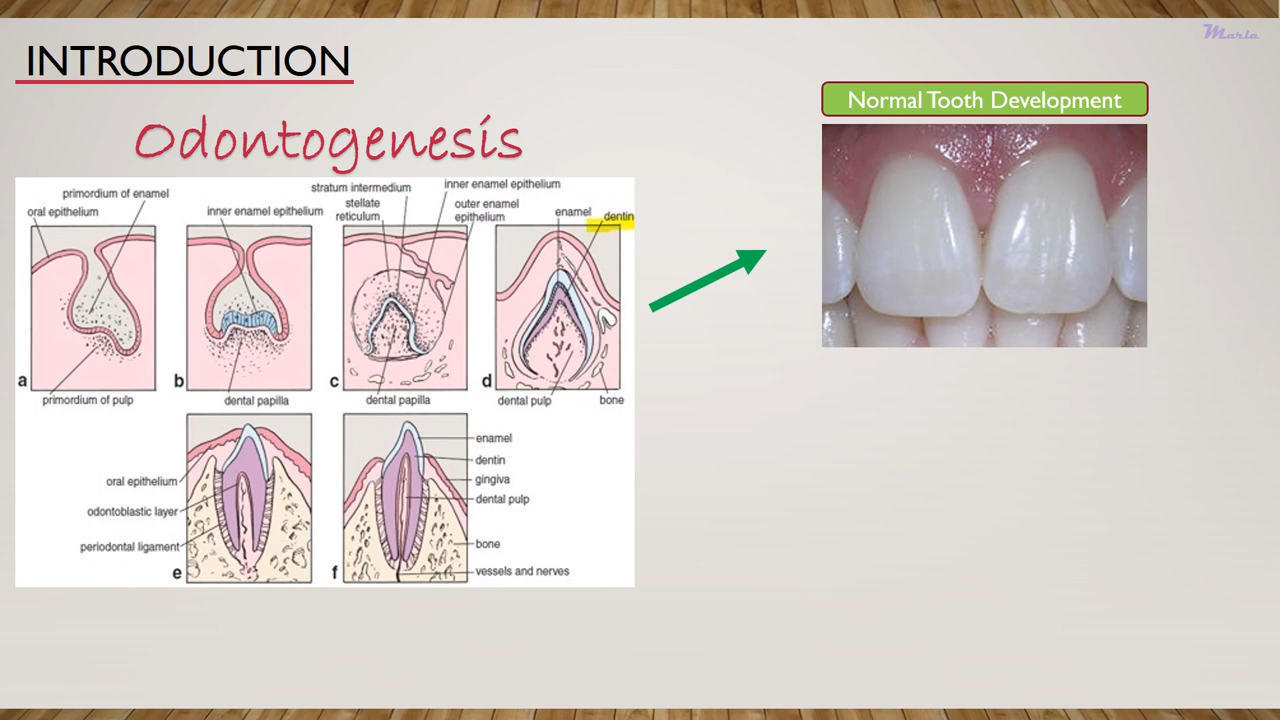 Marla
INTRODUCTION
Normal Tooth Development
Odontogenesis
primordium of enamel
oral epithelium
inner enamel epithelium
stratum intermedium
stellate
reticulum
inner enamel epithelium
outer enamel
epithelium
enamel
dentin
a
primordium of pulp
b
dental papilla
c
dental papilla
d
dental pulp
bone
oral epithelium
odontoblastic layer
periodontal ligament
e
f
enamel
dentin
gingiva
dental pulp
bone
vessels and nerves